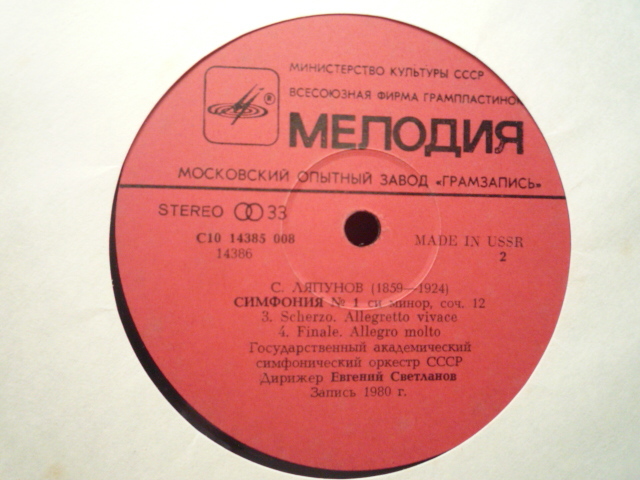 МИНИСТЕРСТВО КУЛЬТУРЫ СССР
ВСЕСОЮЗНАЯ ФИРМА ГРАМПЛАСТИНОК
®
МЕЛОДИЯ
МОСКОВСКИЙ ОПЫТНЫЙ ЗАВОД «ГРАМЗАПИСЬ»
STEREO 33
С10 14385 008
14386
MADE IN USSR
2
С. ЛЯПУНОВ (1859—1924)
СИМФОНИЯ № 1 си минор, соч. 12
3. Scherzo. Allegretto vivace
4. Finale. Allegro molto
Государственный академический
симфонический оркестр СССР
Дирижер Евгений Светланов
Запись 1980 г.